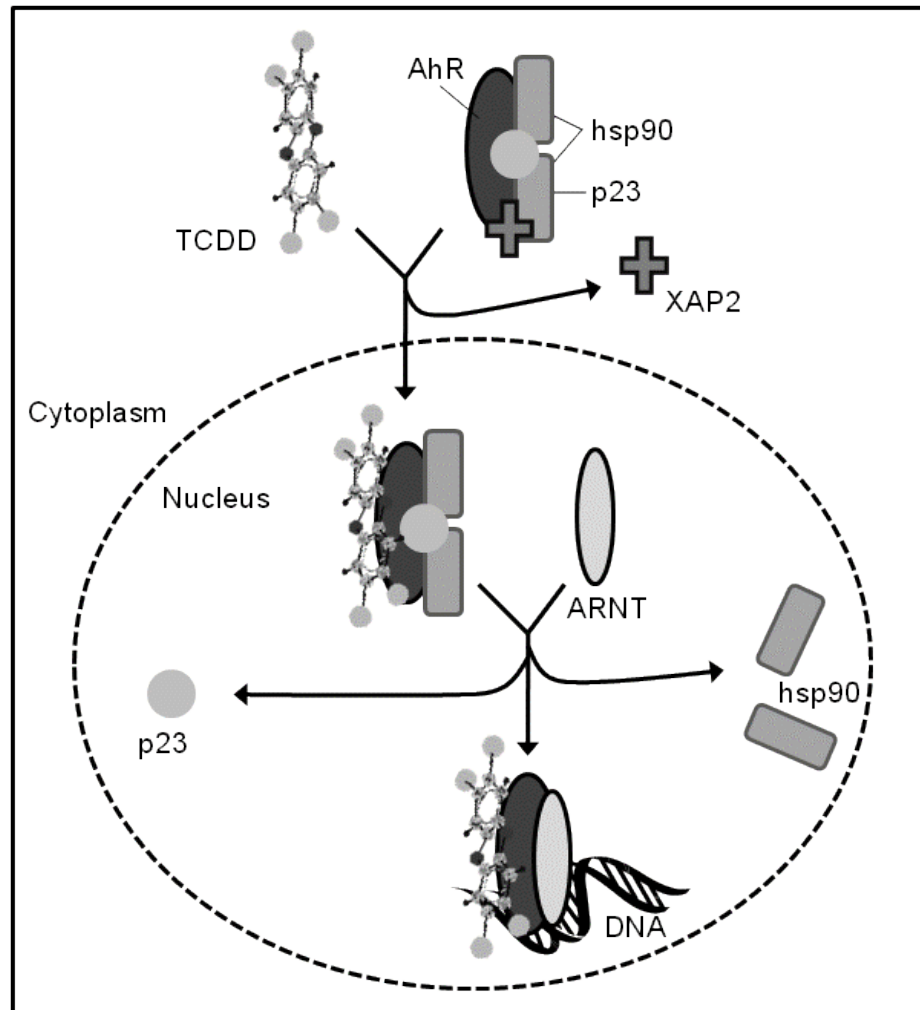 AhR
hsp90
p23
TCDD
XAP2
Cytoplasm
Nucleus
ARNT
hsp90
p23
DNA